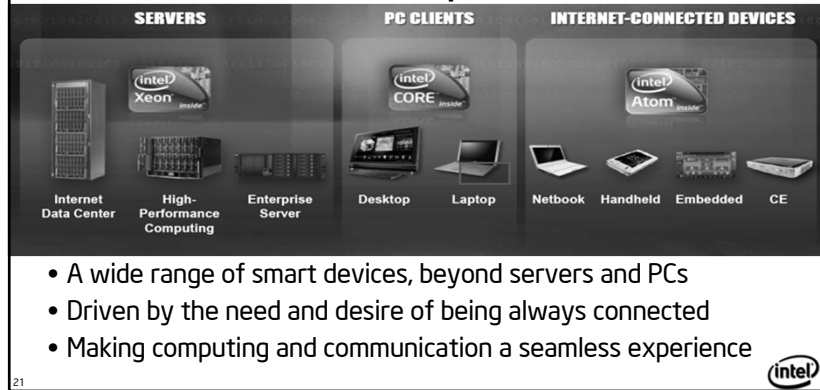 SERVERS
PC CLIENTS
INTERNET-CONNECTED DEVICES
intel
Xeon
inside
intel
CORE
inside
intel
Atom
inside
Internet
Data Center
High-
Performance
Computing
Enterprise
Server
Desktop
Laptop
Netbook
Handheld
Embedded
CE
• A wide range of smart devices, beyond servers and PCs
• Driven by the need and desire of being always connected
• Making computing and communication a seamless experience
21
intel